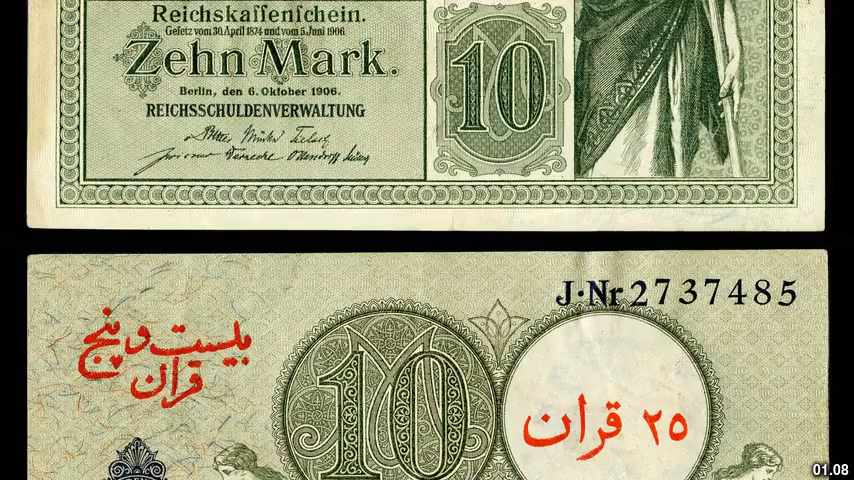 Reichskassenschein.
Gesetz vom 30. April 1874 und vom 5. Juni 1906.
Zehn Mark.
Berlin, den 6. Oktober 1906.
REICHSSCHULDENVERWALTUNG
10
J·Nr 2737485
بیست و پنج
قران
10
۲۵ قران
01.08